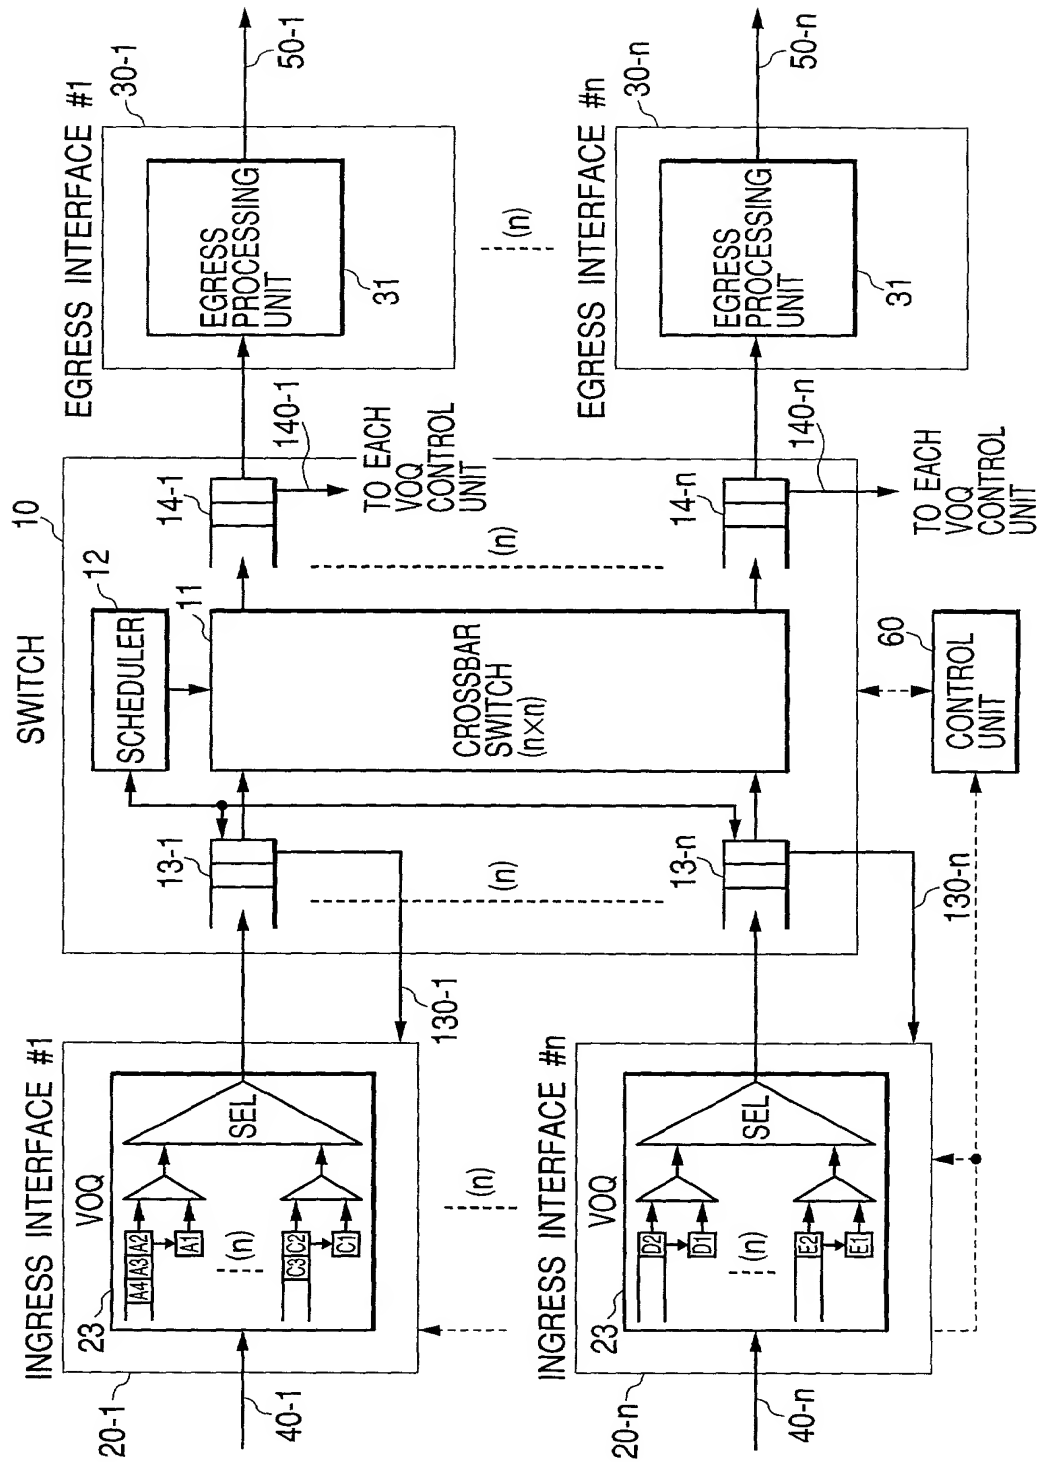 SWITCH
10
INGRESS INTERFACE #1
20-1
40-1
VOQ
23
A4 A3 A2
A1
(n)
C3 C2
C1
SEL
130-1
(n)
INGRESS INTERFACE #n
20-n
40-n
VOQ
23
D2
D1
(n)
E2
E1
SEL
130-n
13-1
(n)
13-n
SCHEDULER
12
11
CROSSBAR
SWITCH
(n×n)
14-1
(n)
14-n
140-1
TO EACH
VOQ
CONTROL
UNIT
140-n
TO EACH
VOQ
CONTROL
UNIT
60
CONTROL
UNIT
EGRESS INTERFACE #1
30-1
EGRESS
PROCESSING
UNIT
31
50-1
(n)
EGRESS INTERFACE #n
30-n
EGRESS
PROCESSING
UNIT
31
50-n